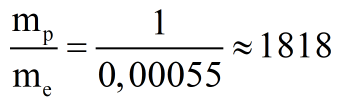 m_p/m_e = 1/0,00055 ≈ 1818